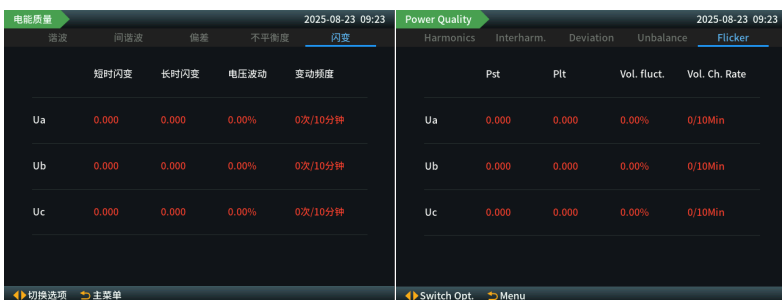 电能质量 2025-08-23 09:23
谐波 间谐波 偏差 不平衡度 闪变
短时闪变 长时闪变 电压波动 变动频度
Ua 0.000 0.000 0.00% 0次/10分钟
Ub 0.000 0.000 0.00% 0次/10分钟
Uc 0.000 0.000 0.00% 0次/10分钟
切换选项 主菜单
Power Quality 2025-08-23 09:23
Harmonics Interharm. Deviation Unbalance Flicker
Pst Plt Vol. fluct. Vol. Ch. Rate
Ua 0.000 0.000 0.00% 0/10Min
Ub 0.000 0.000 0.00% 0/10Min
Uc 0.000 0.000 0.00% 0/10Min
Switch Opt. Menu